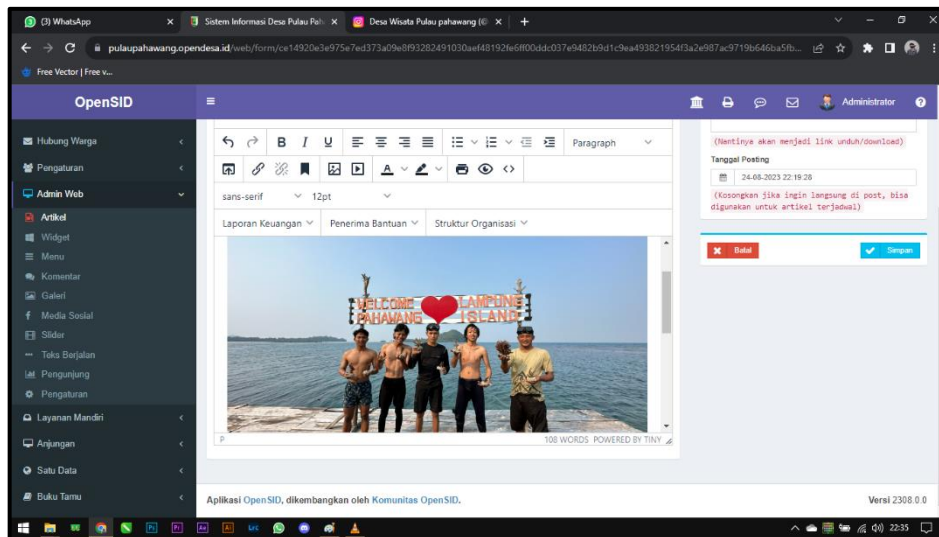 (3) WhatsApp
Sistem Informasi Desa Pulau Pah
Desa Wisata Pulau pahawang (@
pulaupahawang.opendesa.id/web/form/ce14920e3e975e7ed373a09e8f93282491030aef48192fe6ff00ddc037e9482b9d1c9ea493821954f3a2e987ac9719b646ba5fb...
Free Vector | Free v...
OpenSID
Administrator
Hubung Warga
Pengaturan
Admin Web
Artikel
Widget
Menu
Komentar
Galeri
Media Sosial
Slider
Teks Berjalan
Pengunjung
Pengaturan
Layanan Mandiri
Anjungan
Satu Data
Buku Tamu
B I U
Paragraph
A
sans-serif
12pt
Laporan Keuangan
Penerima Bantuan
Struktur Organisasi
WELCOME LAMPUNG
PAHAWANG ISLAND
P
108 WORDS POWERED BY TINY
(Nantinya akan menjadi link unduh/download)
Tanggal Posting
24-08-2023 22:19:28
(Kosongkan jika ingin langsung di post, bisa
digunakan untuk artikel terjadwal)
Batal
Simpan
Aplikasi OpenSID, dikembangkan oleh Komunitas OpenSID.
Versi 2308.0.0
Ps
Pr
Ae
Ai
Lrc
22:35